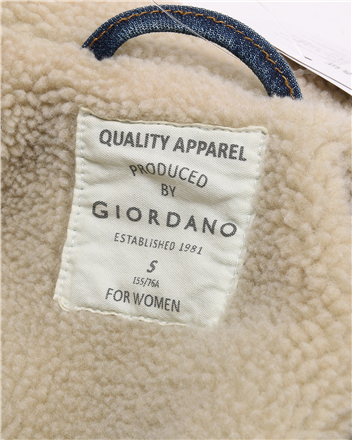 QUALITY APPAREL
PRODUCED
BY
GIORDANO
ESTABLISHED 1981
S
155/76A
FOR WOMEN